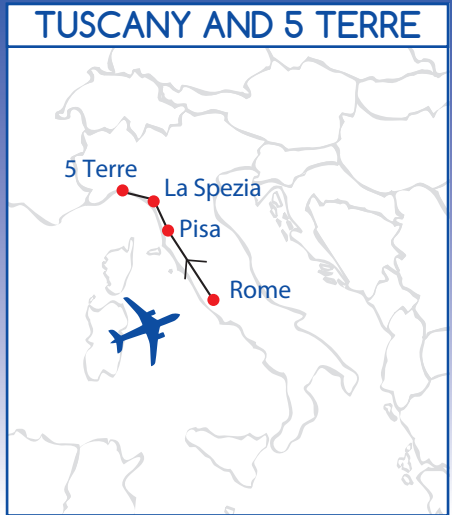 TUSCANY AND 5 TERRE
5 Terre
La Spezia
Pisa
Rome